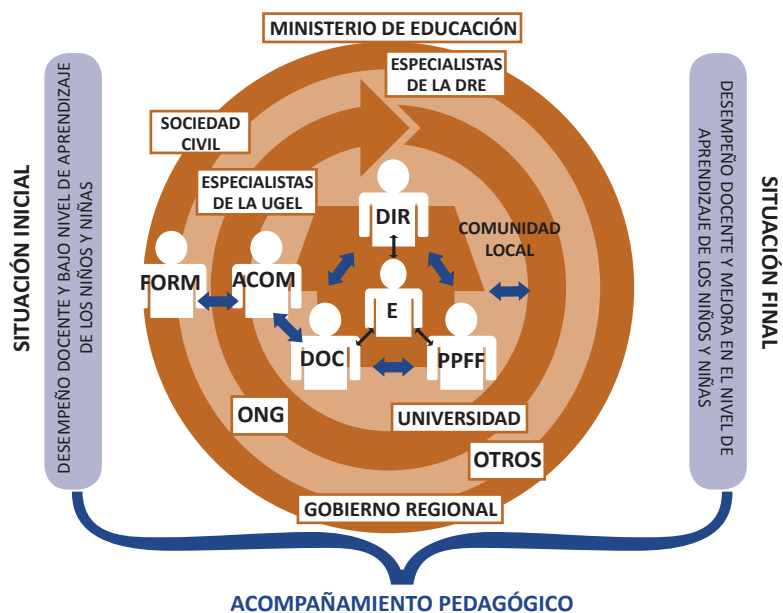 MINISTERIO DE EDUCACIÓN
ESPECIALISTAS
DE LA DRE
SOCIEDAD
CIVIL
ESPECIALISTAS
DE LA UGEL
DIR
COMUNIDAD
LOCAL
FORM
ACOM
E
DOC
PPFF
ONG
UNIVERSIDAD
OTROS
GOBIERNO REGIONAL
SITUACIÓN INICIAL
DESEMPEÑO DOCENTE Y BAJO NIVEL DE APRENDIZAJE
DE LOS NIÑOS Y NIÑAS
DESEMPEÑO DOCENTE Y MEJORA EN EL NIVEL DE
APRENDIZAJE DE LOS NIÑOS Y NIÑAS
SITUACIÓN FINAL
ACOMPAÑAMIENTO PEDAGÓGICO